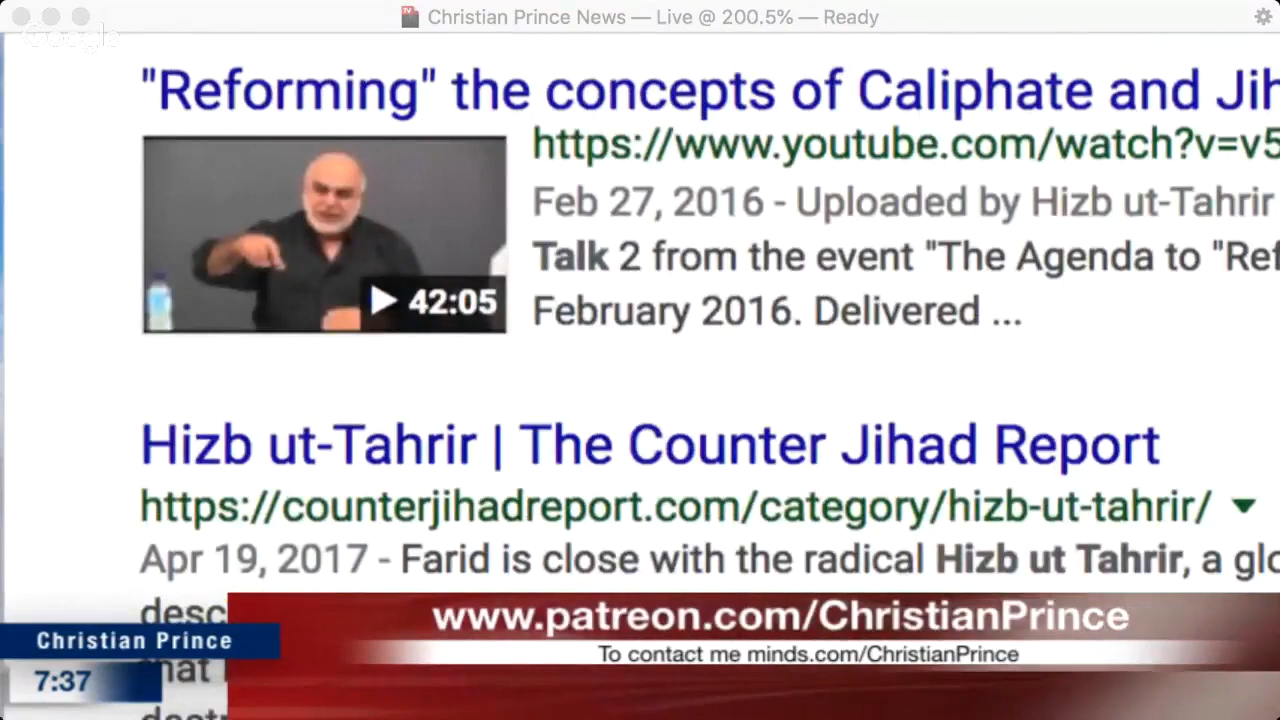 Christian Prince News — Live @ 200.5% — Ready
Google
"Reforming" the concepts of Caliphate and Jih
https://www.youtube.com/watch?v=v5
Feb 27, 2016 - Uploaded by Hizb ut-Tahrir
Talk 2 from the event "The Agenda to "Ref
February 2016. Delivered ...
42:05
Hizb ut-Tahrir | The Counter Jihad Report
https://counterjihadreport.com/category/hizb-ut-tahrir/
Apr 19, 2017 - Farid is close with the radical Hizb ut Tahrir, a glo
desc
www.patreon.com/ChristianPrince
Christian Prince
To contact me minds.com/ChristianPrince
7:37